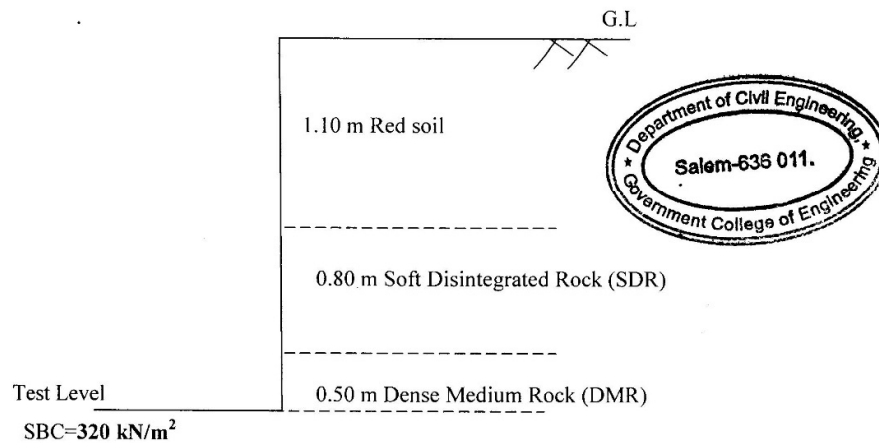 G.L
1.10 m Red soil
Department of Civil Engineering,
Salem-636 011.
Government College of Engineering
0.80 m Soft Disintegrated Rock (SDR)
Test Level
0.50 m Dense Medium Rock (DMR)
SBC=320 kN/m²